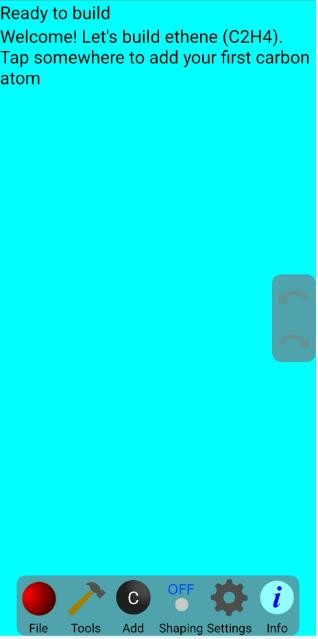 Ready to build
Welcome! Let's build ethene (C2H4).
Tap somewhere to add your first carbon
atom
C
OFF
i
File Tools Add Shaping Settings Info